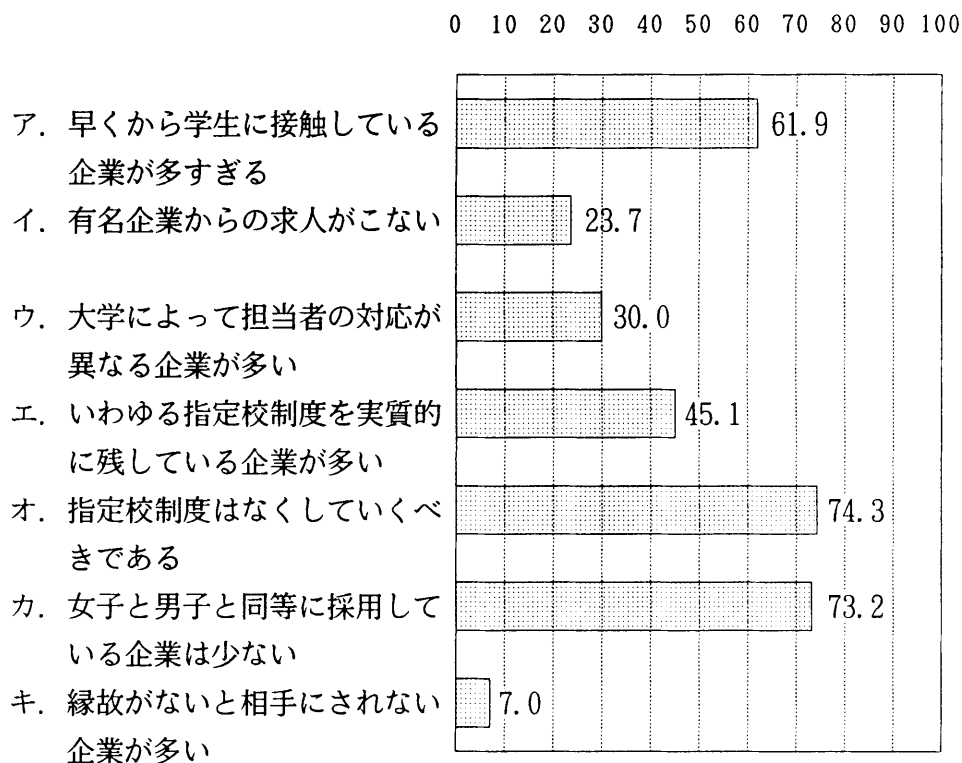 0 10 20 30 40 50 60 70 80 90 100
ア. 早くから学生に接触している
企業が多すぎる
61.9
イ. 有名企業からの求人がこない
23.7
ウ. 大学によって担当者の対応が
異なる企業が多い
30.0
エ. いわゆる指定校制度を実質的
に残している企業が多い
45.1
オ. 指定校制度はなくしていくべ
きである
74.3
カ. 女子と男子と同等に採用して
いる企業は少ない
73.2
キ. 縁故がないと相手にされない
企業が多い
7.0